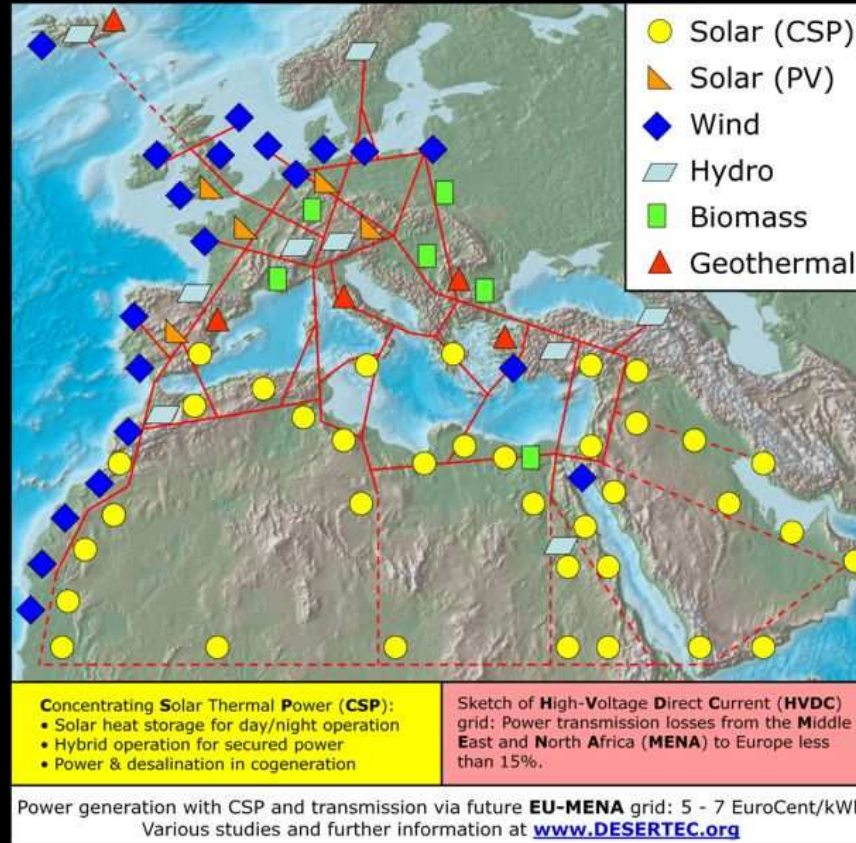 Solar (CSP)
Solar (PV)
Wind
Hydro
Biomass
Geothermal
Concentrating Solar Thermal Power (CSP):
• Solar heat storage for day/night operation
• Hybrid operation for secured power
• Power & desalination in cogeneration
Sketch of High-Voltage Direct Current (HVDC)
grid: Power transmission losses from the Middle
East and North Africa (MENA) to Europe less
than 15%.
Power generation with CSP and transmission via future EU-MENA grid: 5 - 7 EuroCent/kWh
Various studies and further information at www.DESERTEC.org